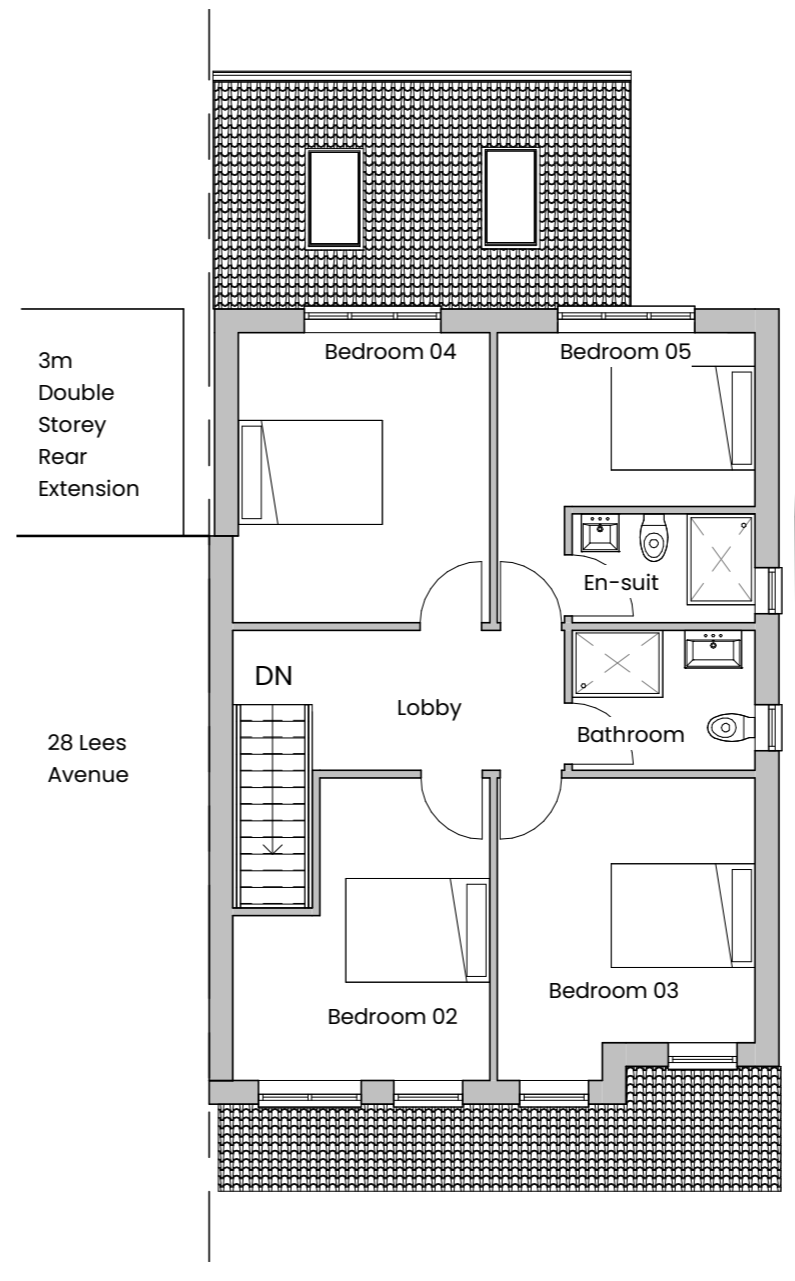 Bedroom 04
Bedroom 05
3m
Double
Storey
Rear
Extension
En-suit
DN
Lobby
Bathroom
28 Lees
Avenue
Bedroom 03
Bedroom 02